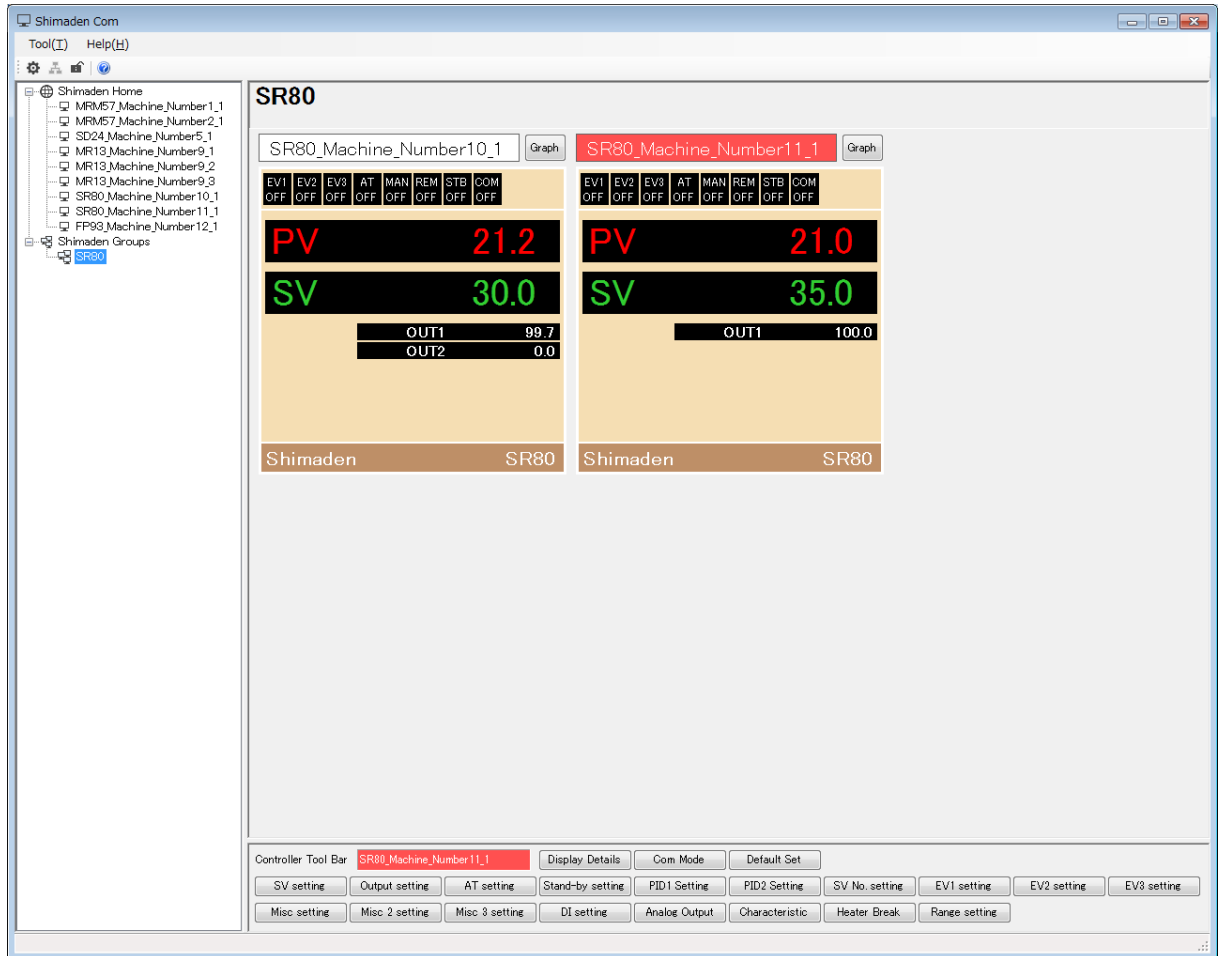 Shimaden Com
Tool(T) Help(H)
Shimaden Home
MRM57_Machine_Number1_1
MRM57_Machine_Number2_1
SD24_Machine_Number5_1
MR13_Machine_Number9_1
MR13_Machine_Number9_2
MR13_Machine_Number9_3
SR80_Machine_Number10_1
SR80_Machine_Number11_1
FP93_Machine_Number12_1
Shimaden Groups
SR80
SR80
SR80_Machine_Number10_1 Graph
EV1 EV2 EV3 AT MAN REM STB COM
OFF OFF OFF OFF OFF OFF OFF OFF
PV 21.2
SV 30.0
OUT1 99.7
OUT2 0.0
Shimaden SR80
SR80_Machine_Number11_1 Graph
EV1 EV2 EV3 AT MAN REM STB COM
OFF OFF OFF OFF OFF OFF OFF OFF
PV 21.0
SV 35.0
OUT1 100.0
Shimaden SR80
Controller Tool Bar SR80_Machine_Number11_1 Display Details Com Mode Default Set
SV setting Output setting AT setting Stand-by setting PID1 Setting PID2 Setting SV No. setting EV1 setting EV2 setting EV3 setting
Misc setting Misc 2 setting Misc 3 setting DI setting Analog Output Characteristic Heater Break Range setting